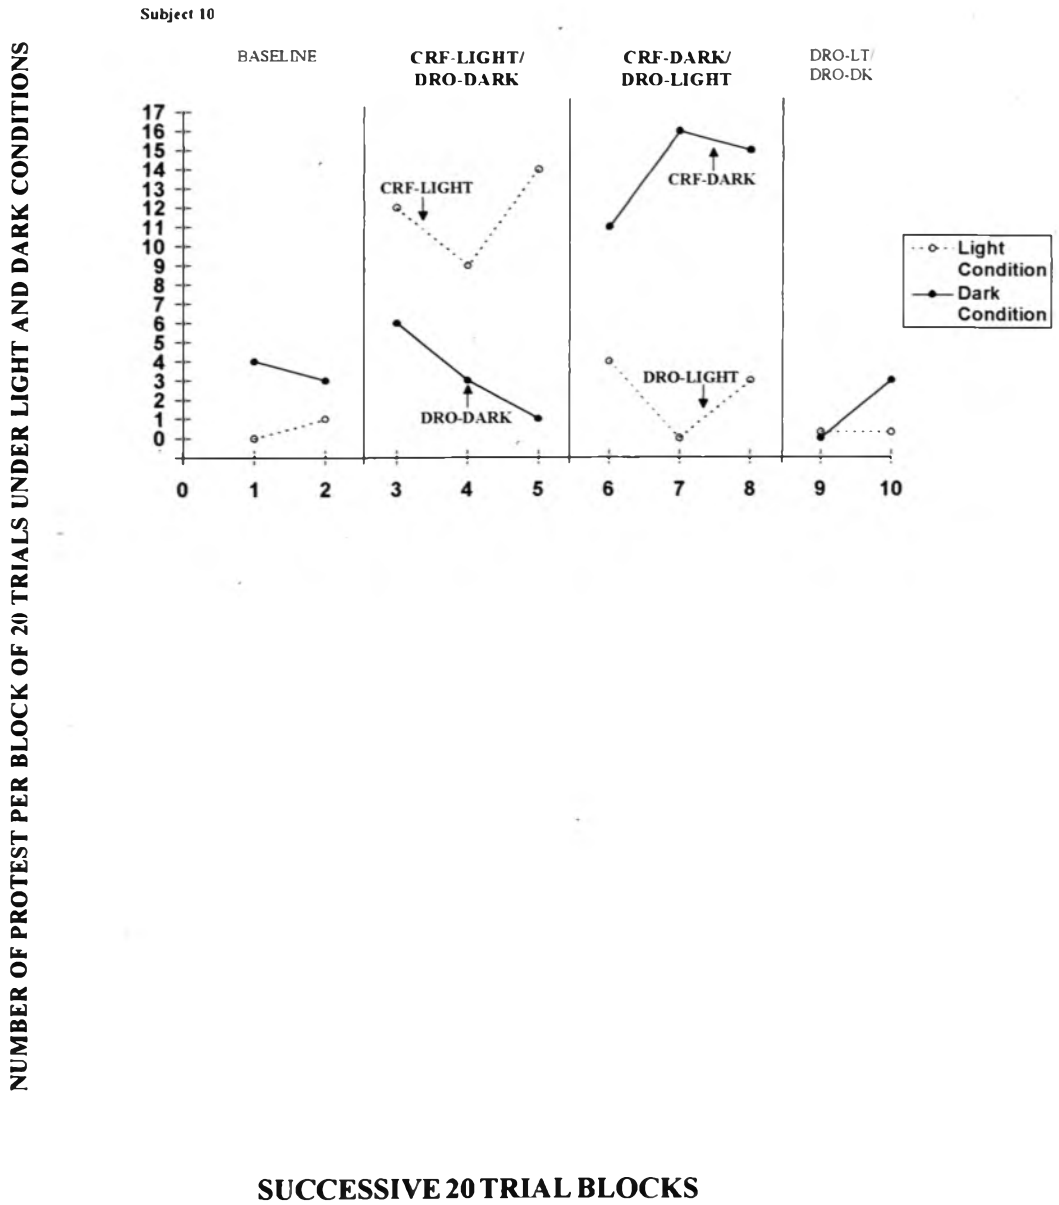 Subject 10
NUMBER OF PROTEST PER BLOCK OF 20 TRIALS UNDER LIGHT AND DARK CONDITIONS
BASELINE
CRF-LIGHT/
DRO-DARK
CRF-DARK/
DRO-LIGHT
DRO-LT/
DRO-DK
17
16
15
14
13
12
11
10
9
8
7
6
5
4
3
2
1
0
CRF-LIGHT
DRO-DARK
CRF-DARK
DRO-LIGHT
Light
Condition
Dark
Condition
0 1 2 3 4 5 6 7 8 9 10
SUCCESSIVE 20 TRIAL BLOCKS